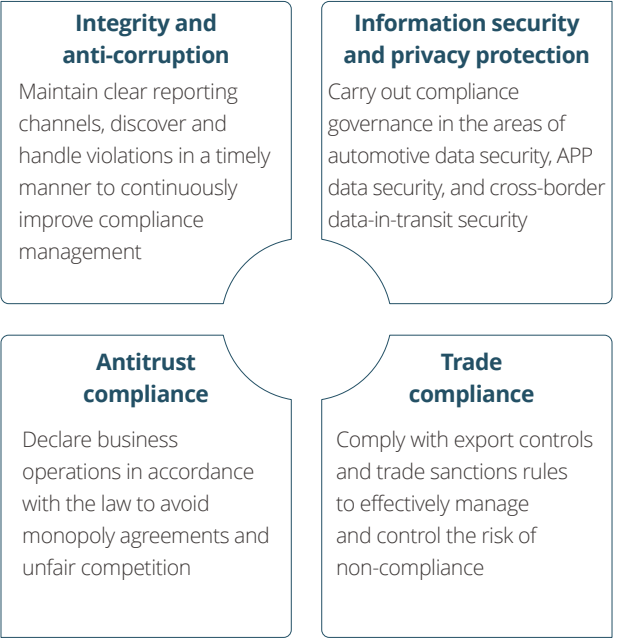 Integrity and
anti-corruption
Maintain clear reporting
channels, discover and
handle violations in a timely
manner to continuously
improve compliance
management
Information security
and privacy protection
Carry out compliance
governance in the areas of
automotive data security, APP
data security, and cross-border
data-in-transit security
Antitrust
compliance
Declare business
operations in accordance
with the law to avoid
monopoly agreements and
unfair competition
Trade
compliance
Comply with export controls
and trade sanctions rules
to effectively manage
and control the risk of
non-compliance